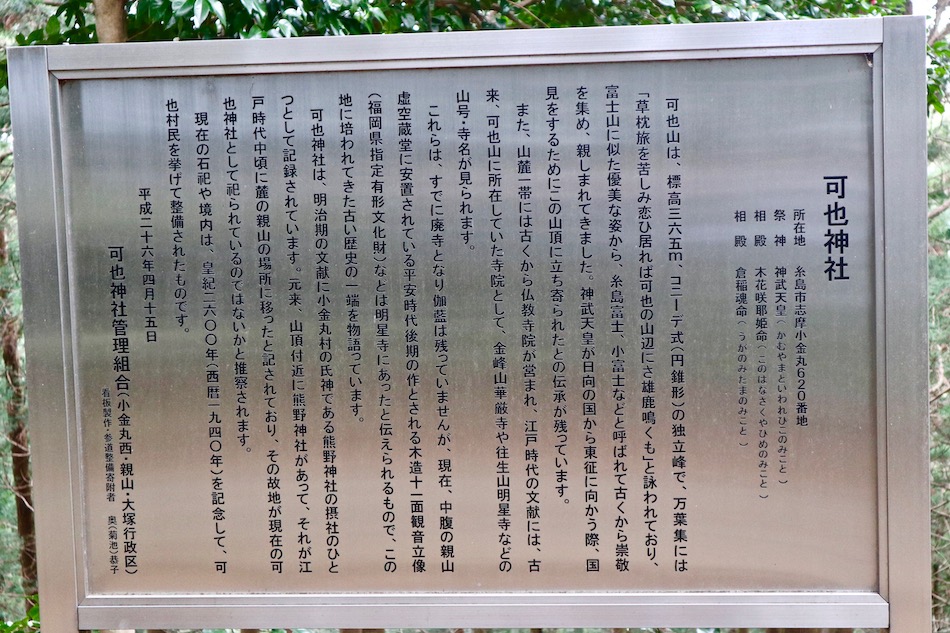 可也神社
所在地　糸島市志摩小金丸620番地
祭　神　神武天皇（かむやまといわれひこのみこと）
相　殿　木花咲耶姫命（このはなさくやひめのみこと）
相　殿　倉稲魂命（うかのみたまのみこと）
可也山は、標高三六五m、コニーデ式（円錐形）の独立峰で、万葉集には
「草枕旅を苦しみ恋ひ居れば可也の山辺にさ雄鹿鳴くも」と詠われており、
富士山に似た優美な姿から、糸島富士、小富士などと呼ばれて古くから崇敬
を集め、親しまれてきました。神武天皇が日向の国から東征に向かう際、国
見をするためにこの山頂に立ち寄られたとの伝承が残っています。
また、山麓一帯には古くから仏教寺院が営まれ、江戸時代の文献には、古
来、可也山に所在していた寺院として、金峰山華厳寺や往生山明星寺などの
山号・寺名が見られます。
これらは、すでに廃寺となり伽藍は残っていませんが、現在、中腹の親山
虚空蔵堂に安置されている平安時代後期の作とされる木造十一面観音立像
（福岡県指定有形文化財）などは明星寺にあったと伝えられるもので、この
地に培われてきた古い歴史の一端を物語っています。
可也神社は、明治期の文献に小金丸村の氏神である熊野神社の摂社のひと
つとして記録されています。元来、山頂付近に熊野神社があって、それが江
戸時代中頃に麓の親山の場所に移ったと記されており、その故地が現在の可
也神社として祀られているのではないかと推察されます。
現在の石祀や境内は、皇紀二六〇〇年（西暦一九四〇年）を記念して、可
也村民を挙げて整備されたものです。
平成二十六年四月十五日
可也神社管理組合（小金丸西・親山・大塚行政区）
看板製作・参道整備寄附者　奥（菊池）恭子